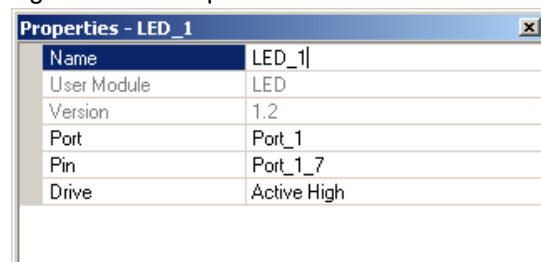 Properties - LED_1
Name LED_1
User Module LED
Version 1.2
Port Port_1
Pin Port_1_7
Drive Active High